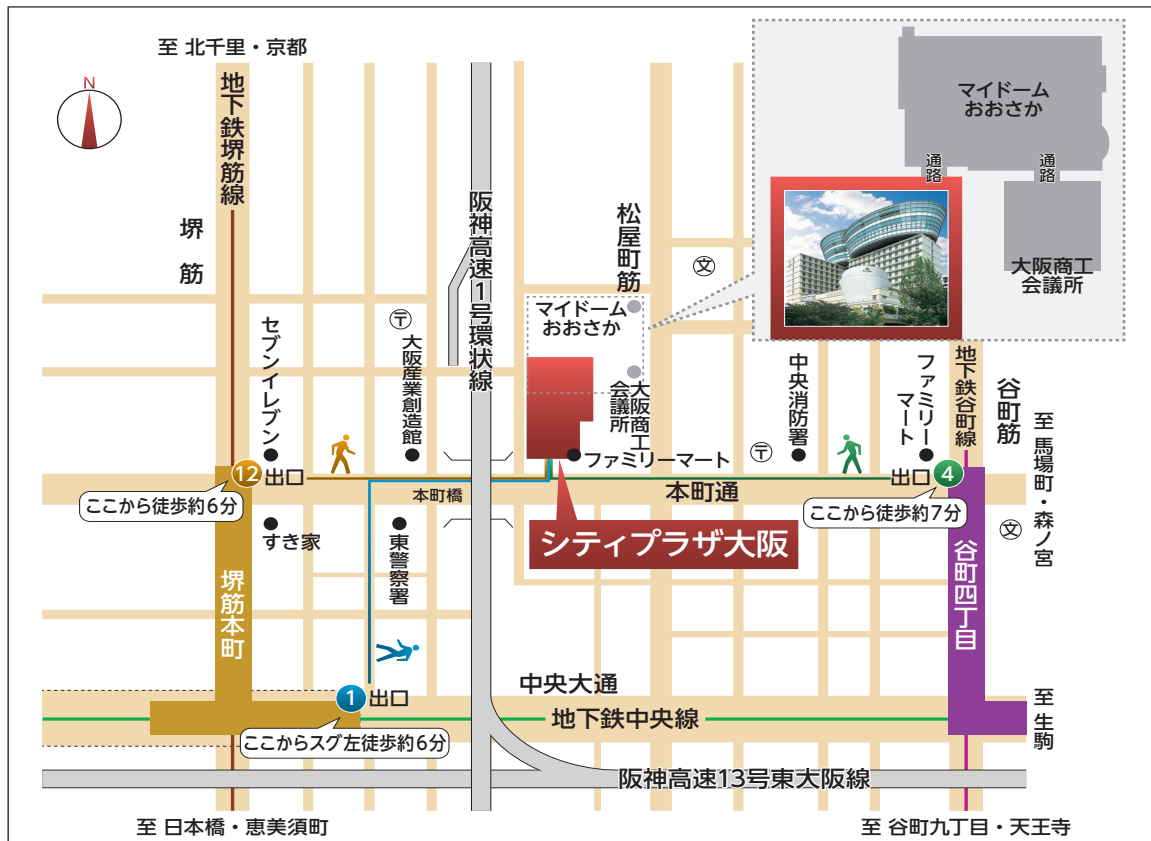 至 北千里・京都
N
地下鉄堺筋線
堺筋
阪神高速1号環状線
松屋町筋
文
マイドーム
おおさか
通路
通路
大阪商工
会議所
セブンイレブン
〒
大阪産業創造館
マイドーム
おおさか
大阪商工
会議所
中央消防署
ファミリー
マート
地下鉄谷町線
谷町筋
至 馬場町・森ノ宮
12
出口
ここから徒歩約6分
本町橋
ファミリーマート
〒
本町通
出口
4
ここから徒歩約7分
文
すき家
東警察署
シティプラザ大阪
堺筋本町
谷町四丁目
1
出口
ここからスグ左徒歩約6分
中央大通
地下鉄中央線
至 生駒
阪神高速13号東大阪線
至 日本橋・恵美須町
至 谷町九丁目・天王寺